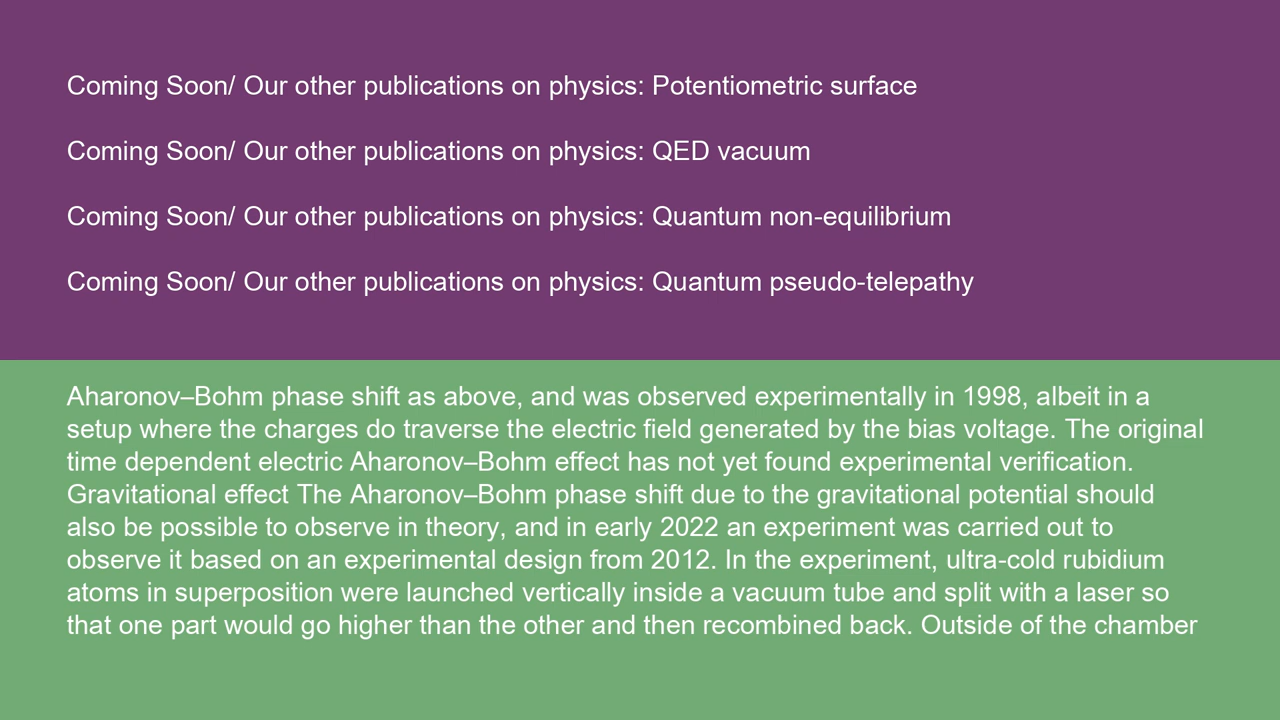 Coming Soon/ Our other publications on physics: Potentiometric surface
Coming Soon/ Our other publications on physics: QED vacuum
Coming Soon/ Our other publications on physics: Quantum non-equilibrium
Coming Soon/ Our other publications on physics: Quantum pseudo-telepathy
Aharonov–Bohm phase shift as above, and was observed experimentally in 1998, albeit in a
setup where the charges do traverse the electric field generated by the bias voltage. The original
time dependent electric Aharonov–Bohm effect has not yet found experimental verification.
Gravitational effect The Aharonov–Bohm phase shift due to the gravitational potential should
also be possible to observe in theory, and in early 2022 an experiment was carried out to
observe it based on an experimental design from 2012. In the experiment, ultra-cold rubidium
atoms in superposition were launched vertically inside a vacuum tube and split with a laser so
that one part would go higher than the other and then recombined back. Outside of the chamber